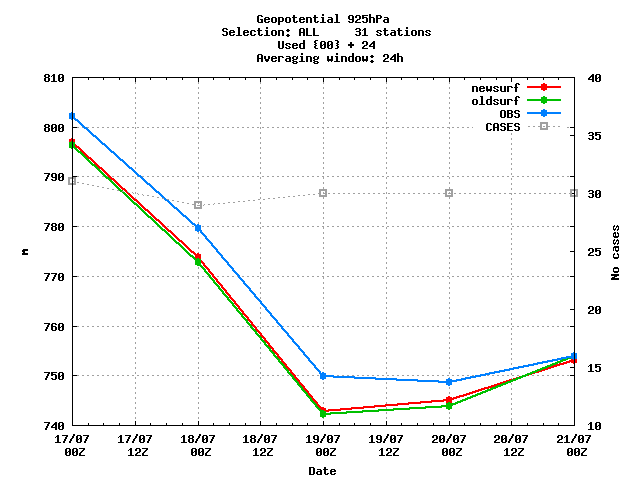 Geopotential 925hPa
Selection: ALL     31 stations
Used {00} + 24
Averaging window: 24h
810
800
790
780
770
760
750
740
m
newsurf
oldsurf
OBS
CASES
40
35
30
25
20
15
10
No cases
17/07 17/07 18/07 18/07 19/07 19/07 20/07 20/07 21/07
00Z 12Z 00Z 12Z 00Z 12Z 00Z 12Z 00Z
Date